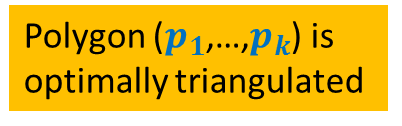 Polygon (p₁,...,pₖ) is
optimally triangulated